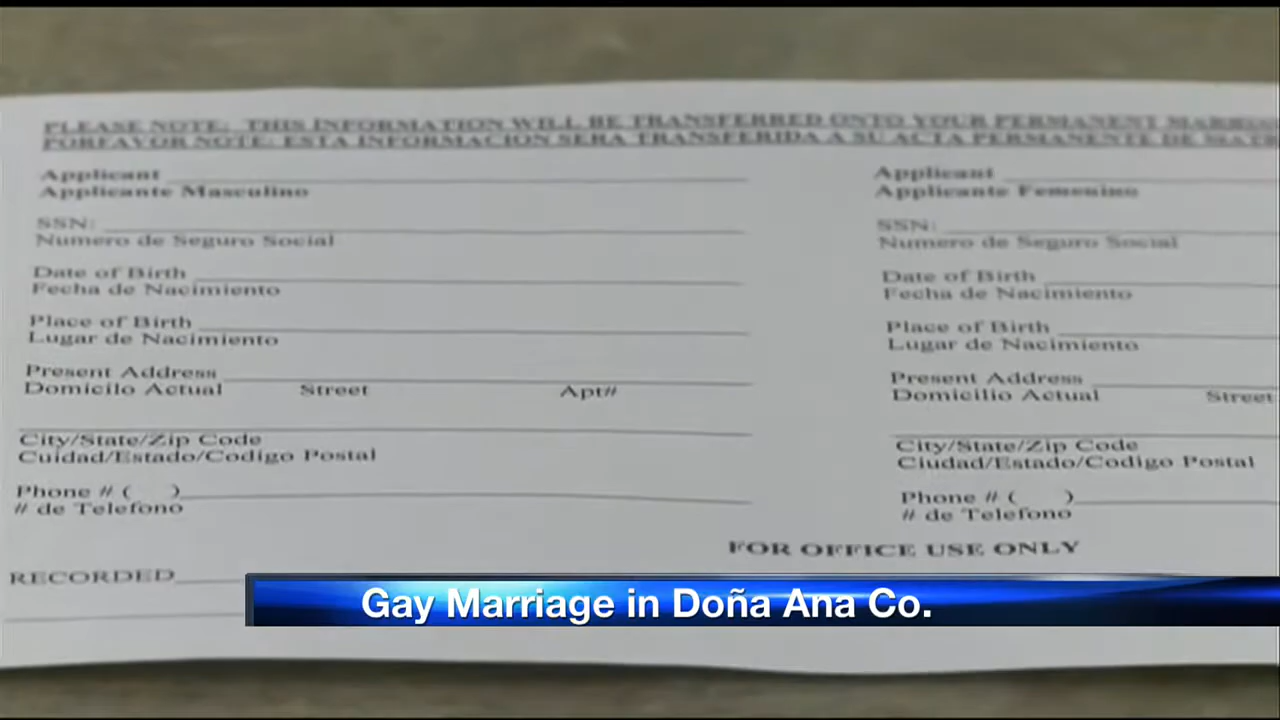 PLEASE NOTE: THIS INFORMATION WILL BE TRANSFERRED ONTO YOUR PERMANENT
PORFAVOR NOTE: ESTA INFORMACION SERA TRANSFERIDA A SU ACTA PERMANENTE DE
Applicant
Applicante Masculino
SSN:
Numero de Seguro Social
Date of Birth
Fecha de Nacimiento
Place of Birth
Lugar de Nacimiento
Present Address
Domicilo Actual Street Apt#
City/State/Zip Code
Cuidad/Estado/Codigo Postal
Phone # ( )
# de Telefono
Applicant
Applicante Femenino
SSN:
Numero de Seguro Social
Date of Birth
Fecha de Nacimiento
Place of Birth
Lugar de Nacimiento
Present Address
Domicilio Actual Street
City/State/Zip Code
Ciudad/Estado/Codigo Postal
Phone # ( )
# de Telefono
FOR OFFICE USE ONLY
RECORDED
Gay Marriage in Doña Ana Co.